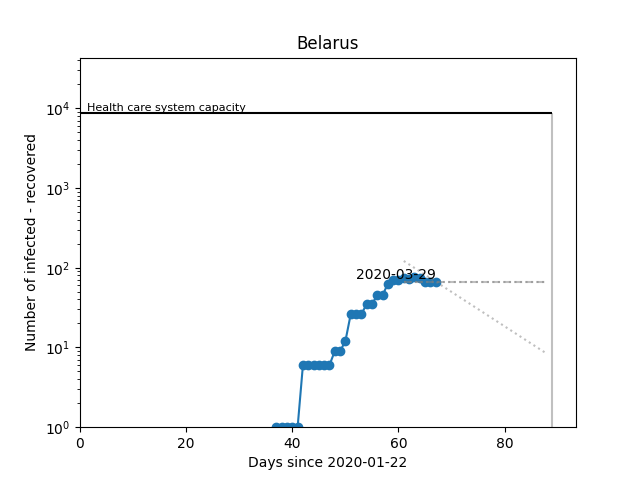 Belarus
Health care system capacity
2020-03-29
Number of infected - recovered
10^4
10^3
10^2
10^1
10^0
0 20 40 60 80
Days since 2020-01-22